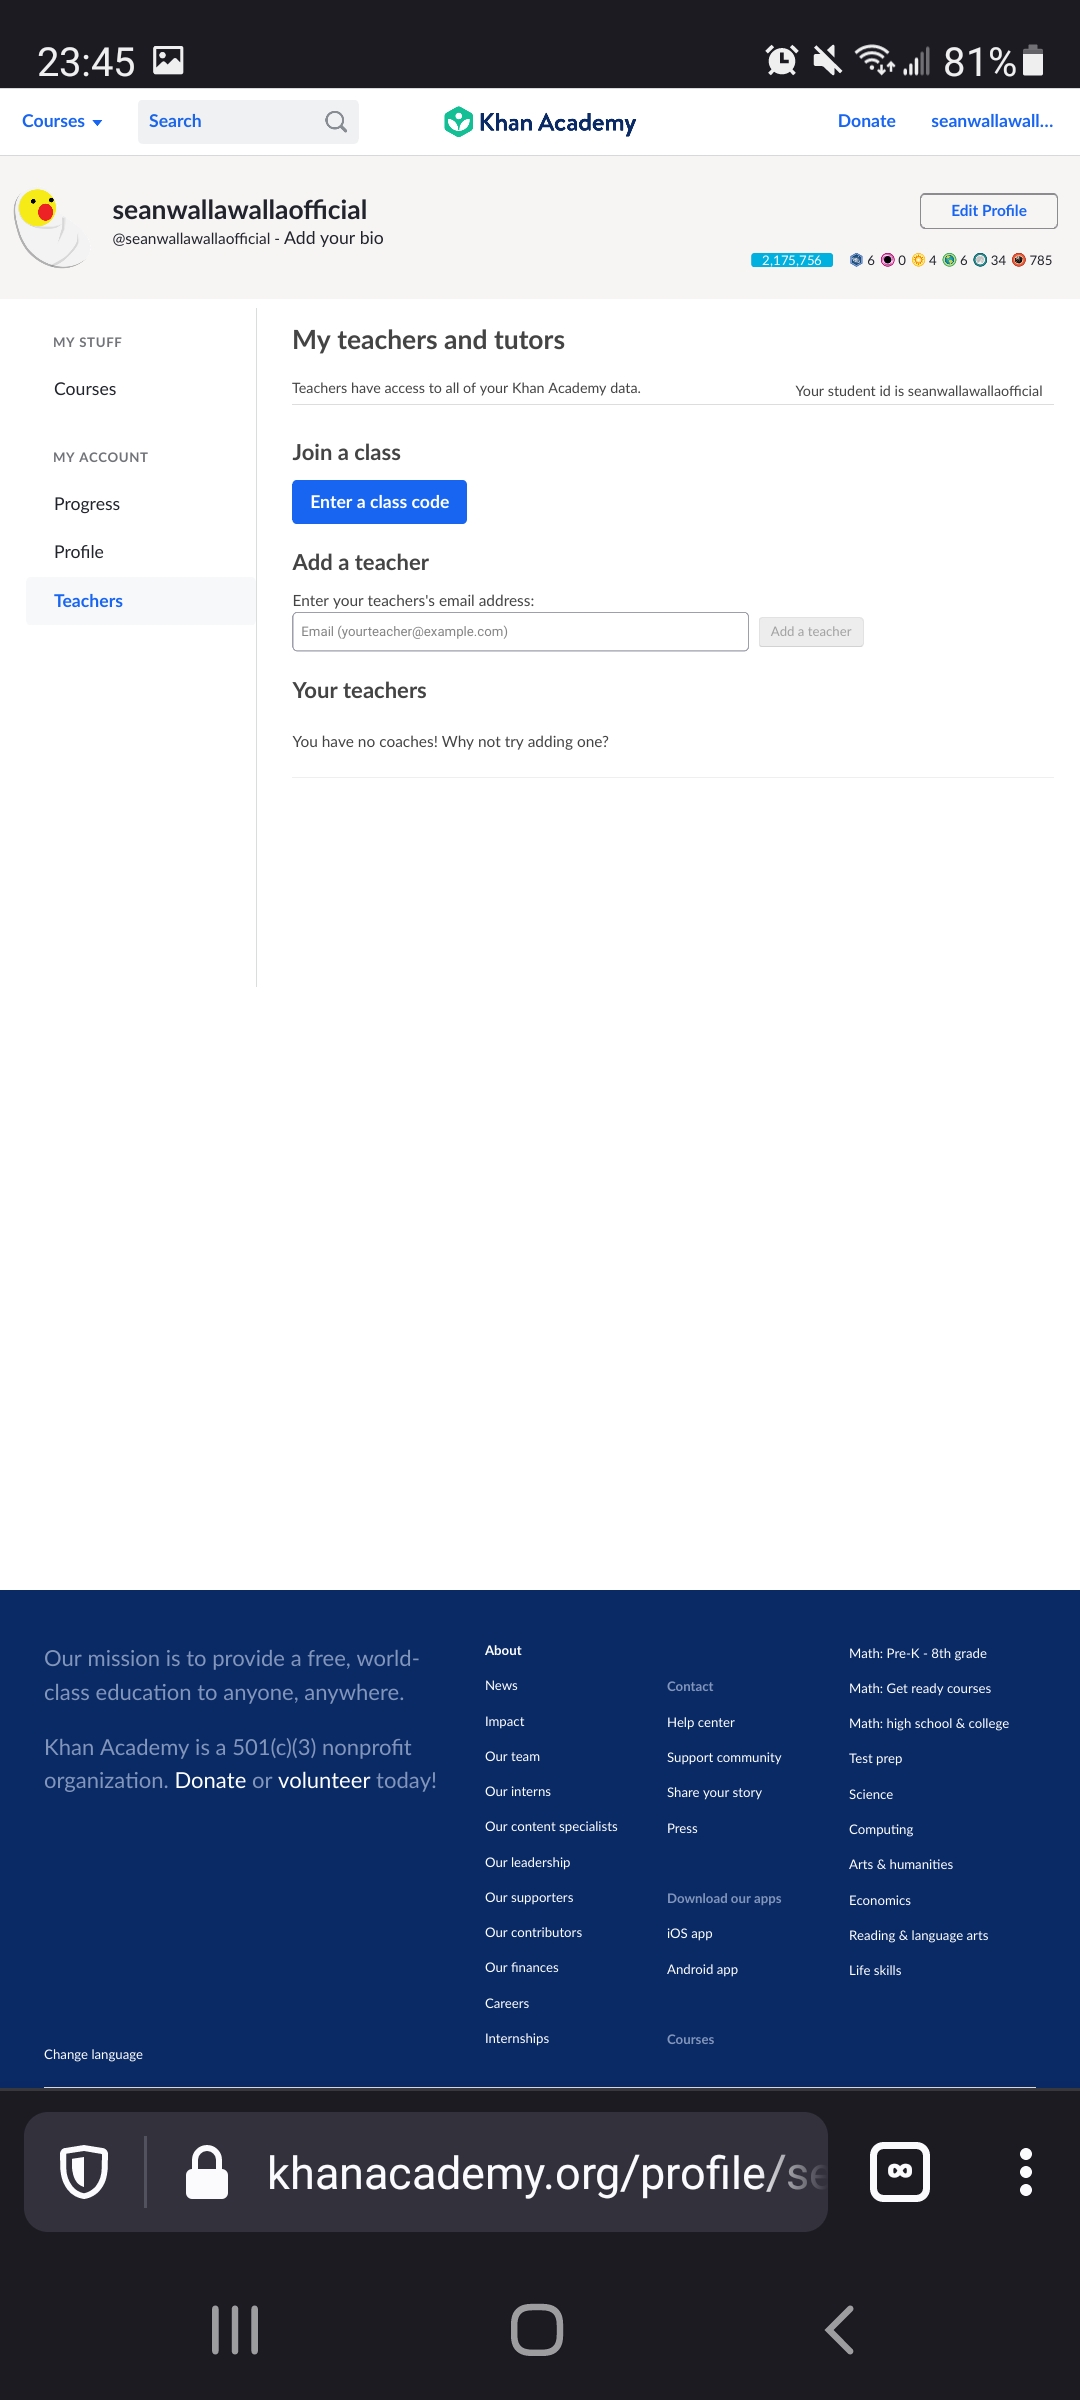 23:45
81%
Courses
Search
Khan Academy
Donate
seanwallawall...
seanwallawallaofficial
@seanwallawallaofficial - Add your bio
Edit Profile
2,175,756
6 0 4 6 34 785
MY STUFF
Courses
MY ACCOUNT
Progress
Profile
Teachers
My teachers and tutors
Teachers have access to all of your Khan Academy data.
Your student id is seanwallawallaofficial
Join a class
Enter a class code
Add a teacher
Enter your teachers's email address:
Email (yourteacher@example.com)
Add a teacher
Your teachers
You have no coaches! Why not try adding one?
Our mission is to provide a free, world-
class education to anyone, anywhere.
Khan Academy is a 501(c)(3) nonprofit
organization. Donate or volunteer today!
Change language
About
News
Impact
Our team
Our interns
Our content specialists
Our leadership
Our supporters
Our contributors
Our finances
Careers
Internships
Contact
Help center
Support community
Share your story
Press
Download our apps
iOS app
Android app
Courses
Math: Pre-K - 8th grade
Math: Get ready courses
Math: high school & college
Test prep
Science
Computing
Arts & humanities
Economics
Reading & language arts
Life skills
khanacademy.org/profile/se
∞